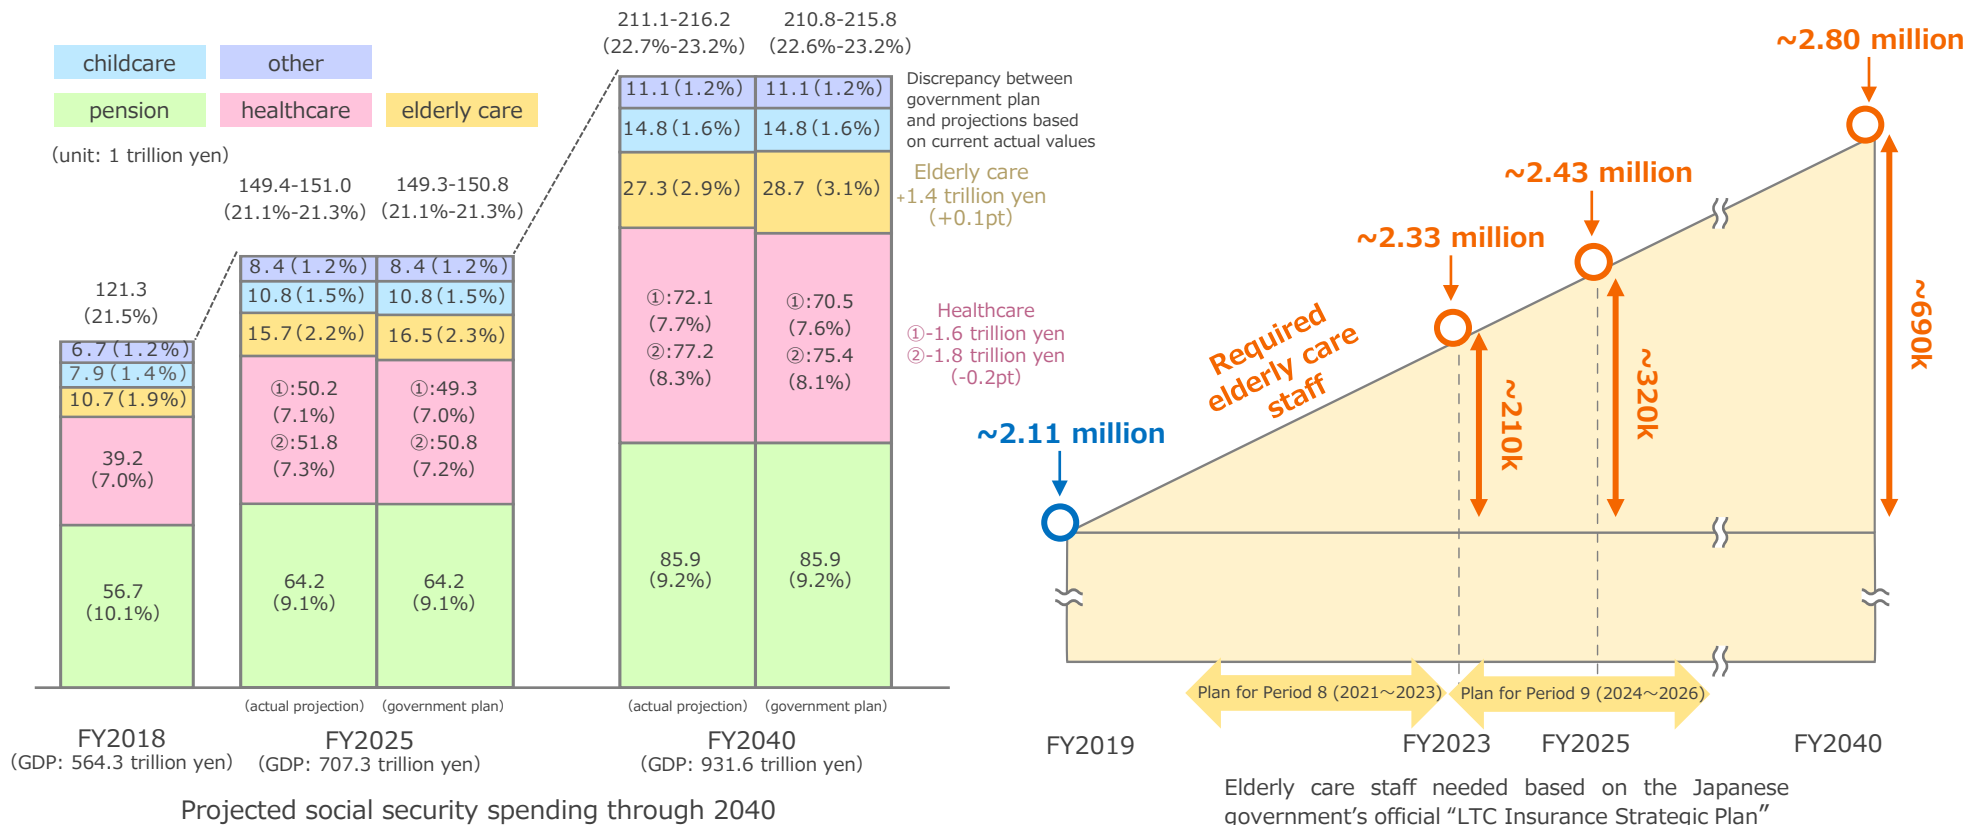 childcare
other
pension
healthcare
elderly care
(unit: 1 trillion yen)
121.3
(21.5%)
6.7 (1.2%)
7.9 (1.4%)
10.7 (1.9%)
39.2
(7.0%)
56.7
(10.1%)
FY2018
(GDP: 564.3 trillion yen)
149.4-151.0
(21.1%-21.3%)
8.4 (1.2%)
10.8 (1.5%)
15.7 (2.2%)
①:50.2
(7.1%)
②:51.8
(7.3%)
64.2
(9.1%)
(actual projection)
149.3-150.8
(21.1%-21.3%)
8.4 (1.2%)
10.8 (1.5%)
16.5 (2.3%)
①:49.3
(7.0%)
②:50.8
(7.2%)
64.2
(9.1%)
(government plan)
FY2025
(GDP: 707.3 trillion yen)
211.1-216.2
(22.7%-23.2%)
11.1 (1.2%)
14.8 (1.6%)
27.3 (2.9%)
①:72.1
(7.7%)
②:77.2
(8.3%)
85.9
(9.2%)
(actual projection)
210.8-215.8
(22.6%-23.2%)
11.1 (1.2%)
14.8 (1.6%)
28.7 (3.1%)
①:70.5
(7.6%)
②:75.4
(8.1%)
85.9
(9.2%)
(government plan)
FY2040
(GDP: 931.6 trillion yen)
Discrepancy between
government plan
and projections based
on current actual values
Elderly care
+1.4 trillion yen
(+0.1pt)
Healthcare
①-1.6 trillion yen
②-1.8 trillion yen
(-0.2pt)
Projected social security spending through 2040
~2.11 million
~2.33 million
~2.43 million
~2.80 million
Required
elderly care
staff
~210k
~320k
~690k
Plan for Period 8 (2021～2023)
Plan for Period 9 (2024～2026)
FY2019
FY2023
FY2025
FY2040
Elderly care staff needed based on the Japanese
government's official “LTC Insurance Strategic Plan”